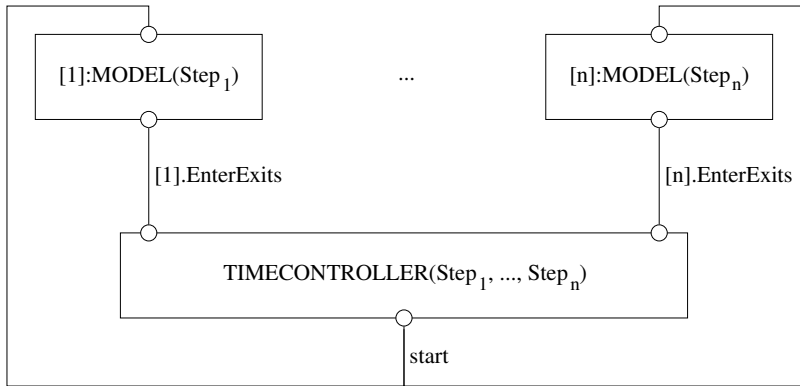 [1]:MODEL(Step1) ... [n]:MODEL(Stepn)
[1].EnterExits [n].EnterExits
TIMECONTROLLER(Step1, ..., Stepn)
start